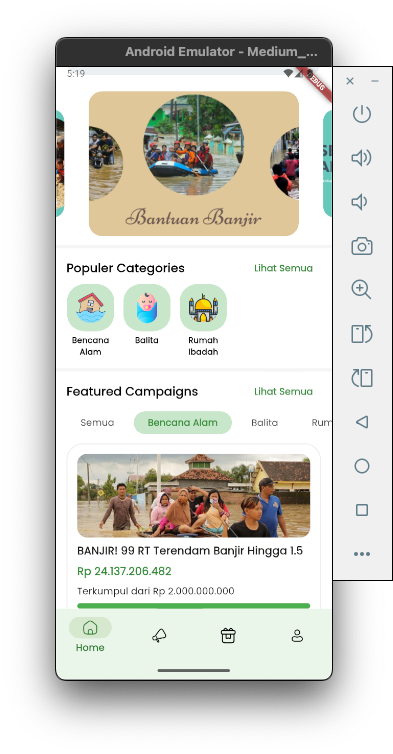 Android Emulator - Medium_...
5:19
DEBUG
Bantuan Banjir
Populer Categories
Lihat Semua
Bencana
Alam
Balita
Rumah
Ibadah
Featured Campaigns
Lihat Semua
Semua
Bencana Alam
Balita
Rum
BANJIR! 99 RT Terendam Banjir Hingga 1.5
Rp 24.137.206.482
Terkumpul dari Rp 2.000.000.000
Home